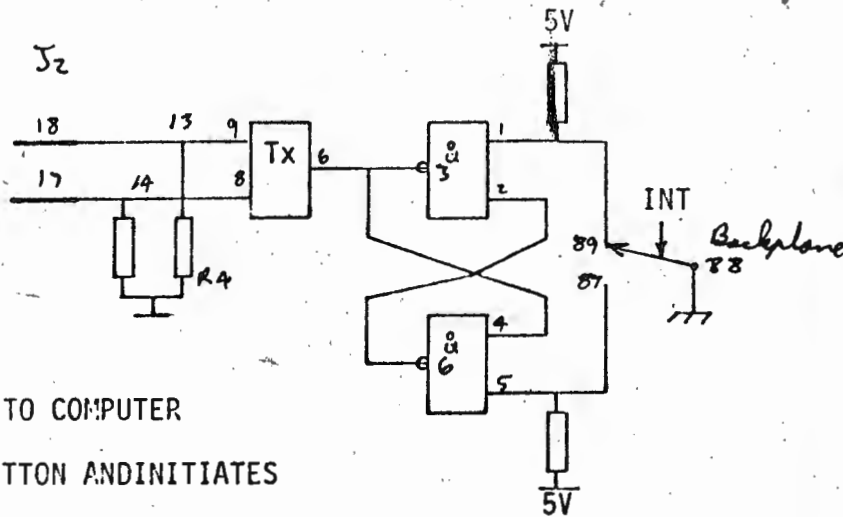 5V
J2
18 13 9 Tx 6 1
3 ů
17 14 8 2
INT
R4
89 Backplane
88
87
4
ů
6
5
TO COMPUTER
TTON ANDINITIATES
5V